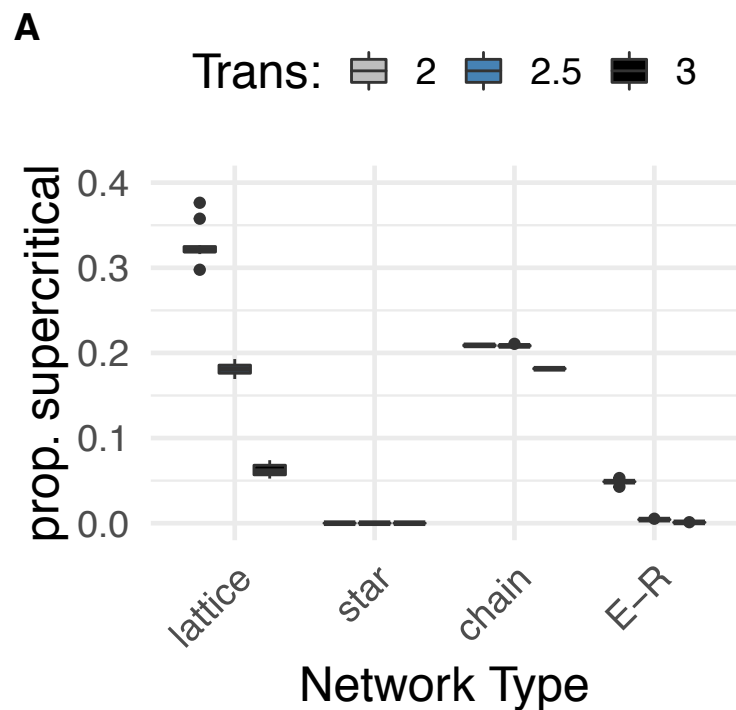 A
Trans: 2 2.5 3
prop. supercritical
0.4
0.3
0.2
0.1
0.0
lattice star chain E−R
Network Type